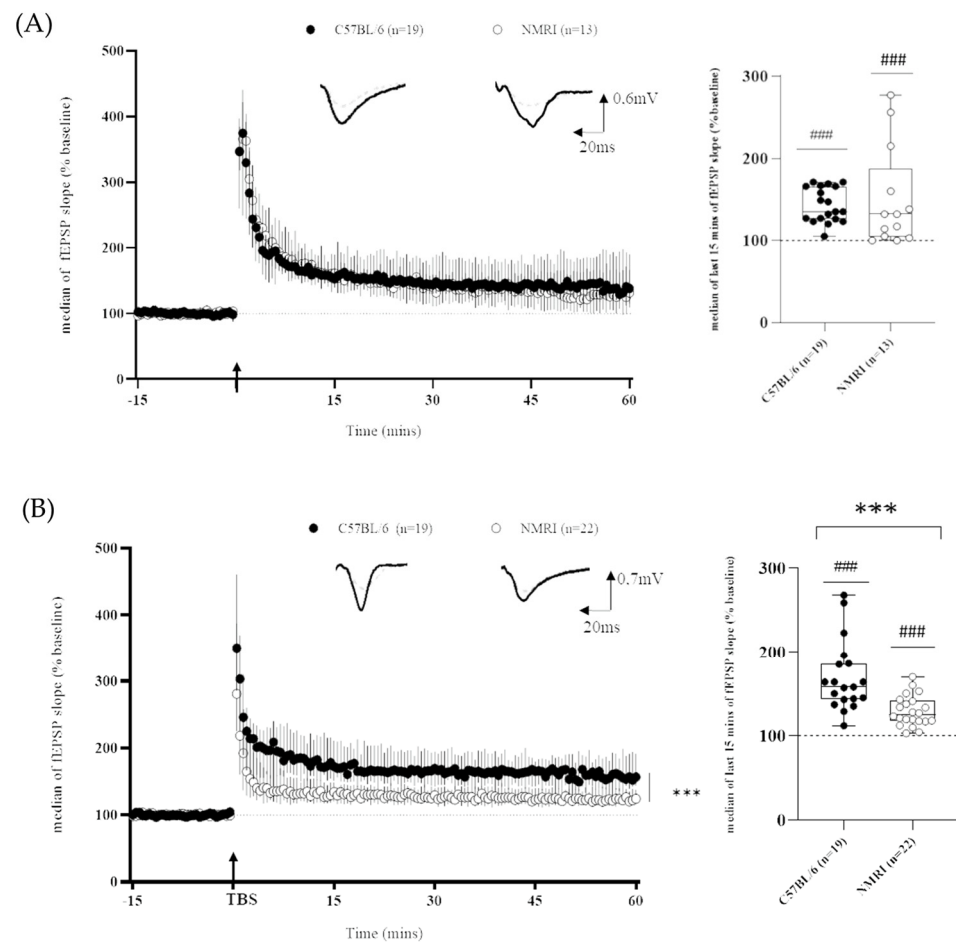 (A)
C57BL/6 (n=19) NMRI (n=13)
median of fEPSP slope (% baseline)
500
400
300
200
100
0
0.6mV
20ms
-15 15 30 45 60
Time (mins)
median of last 15 mins of fEPSP slope (% baseline)
300
200
100
0
###
###
C57BL/6 (n=19)
NMRI (n=13)
(B)
C57BL/6 (n=19) NMRI (n=22)
median of fEPSP slope (% baseline)
500
400
300
200
100
0
0.7mV
20ms
***
-15 TBS 15 30 45 60
Time (mins)
***
median of last 15 mins of fEPSP slope (% baseline)
300
200
100
0
###
###
C57BL/6 (n=19)
NMRI (n=22)